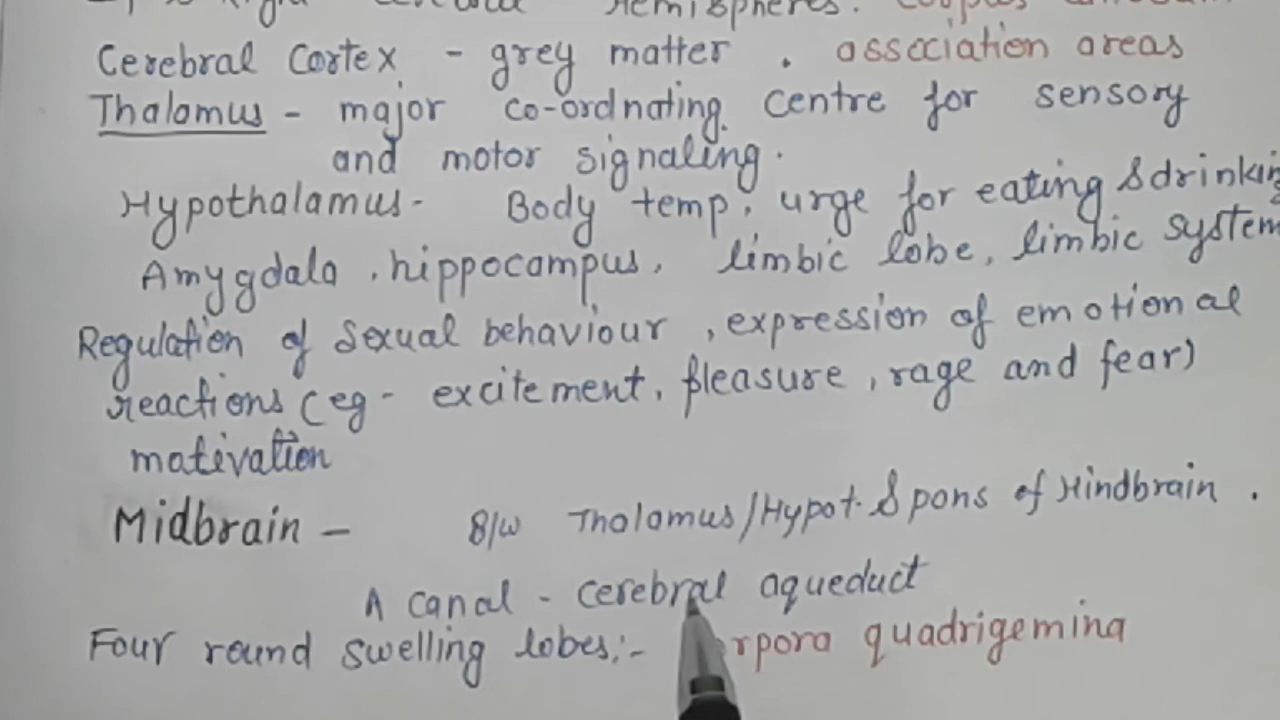 Hemispheres.
Cerebral Cortex - grey matter . association areas
Thalamus - major co-ordnating centre for sensory
and motor signaling.
Hypothalamus - Body temp, urge for eating & drinkin
Amygdala, hippocampus, limbic lobe, limbic system
Regulation of sexual behaviour, expression of emotional
reactions (eg - excitement, pleasure, rage and fear)
motivation
Midbrain - B/W Thalamus/Hypot. & pons of Hindbrain.
A canal - cerebral aqueduct
Four round swelling lobes:- rpora quadrigemina